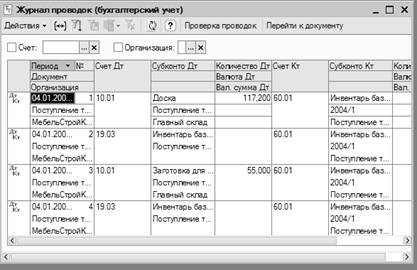 Журнал проводок (бухгалтерский учет)
Действия Проверка проводок Перейти к документу
Счет: ... x Организация: ... x
Период № Счет Дт Субконто Дт Количество Дт Счет Кт Субконто Кт Коли
Документ Валюта Дт Валю
Организация Вал. сумма Дт Вал.
Дт Кт 04.01.200... 1 10.01 Доска 117,200 60.01 Инвентарь баз...
Поступление т... Поступление т... 2004/1
МебельСтройК... Главный склад Поступление т...
Дт Кт 04.01.200... 2 19.03 Инвентарь баз... 60.01 Инвентарь баз...
Поступление т... Поступление т... 2004/1
МебельСтройК... Поступление т...
Дт Кт 04.01.200... 3 10.01 Заготовка для ... 55,000 60.01 Инвентарь баз...
Поступление т... Поступление т... 2004/1
МебельСтройК... Главный склад Поступление т...
Дт Кт 04.01.200... 4 19.03 Инвентарь баз... 60.01 Инвентарь баз...
Поступление т... Поступление т... 2004/1
МебельСтройК... Поступление т...